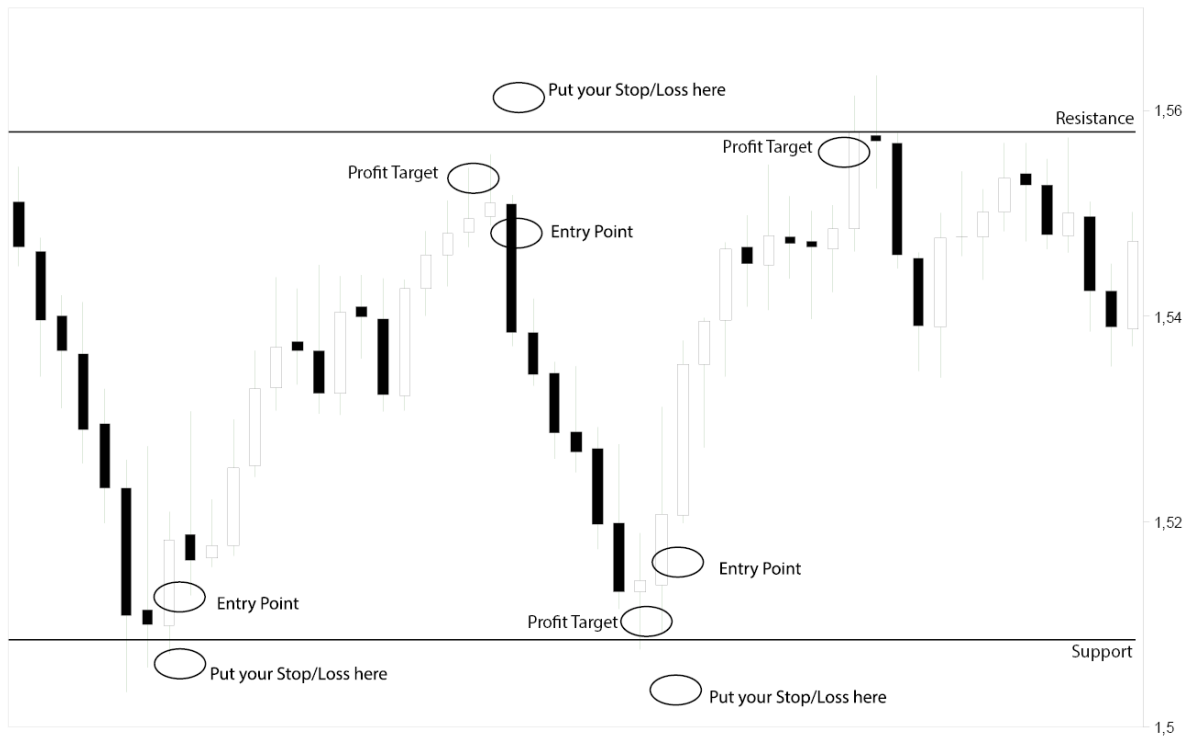 Put your Stop/Loss here
1,56
Resistance
Profit Target
Profit Target
Entry Point
1,54
1,52
Entry Point
Entry Point
Profit Target
Support
Put your Stop/Loss here
Put your Stop/Loss here
1,5